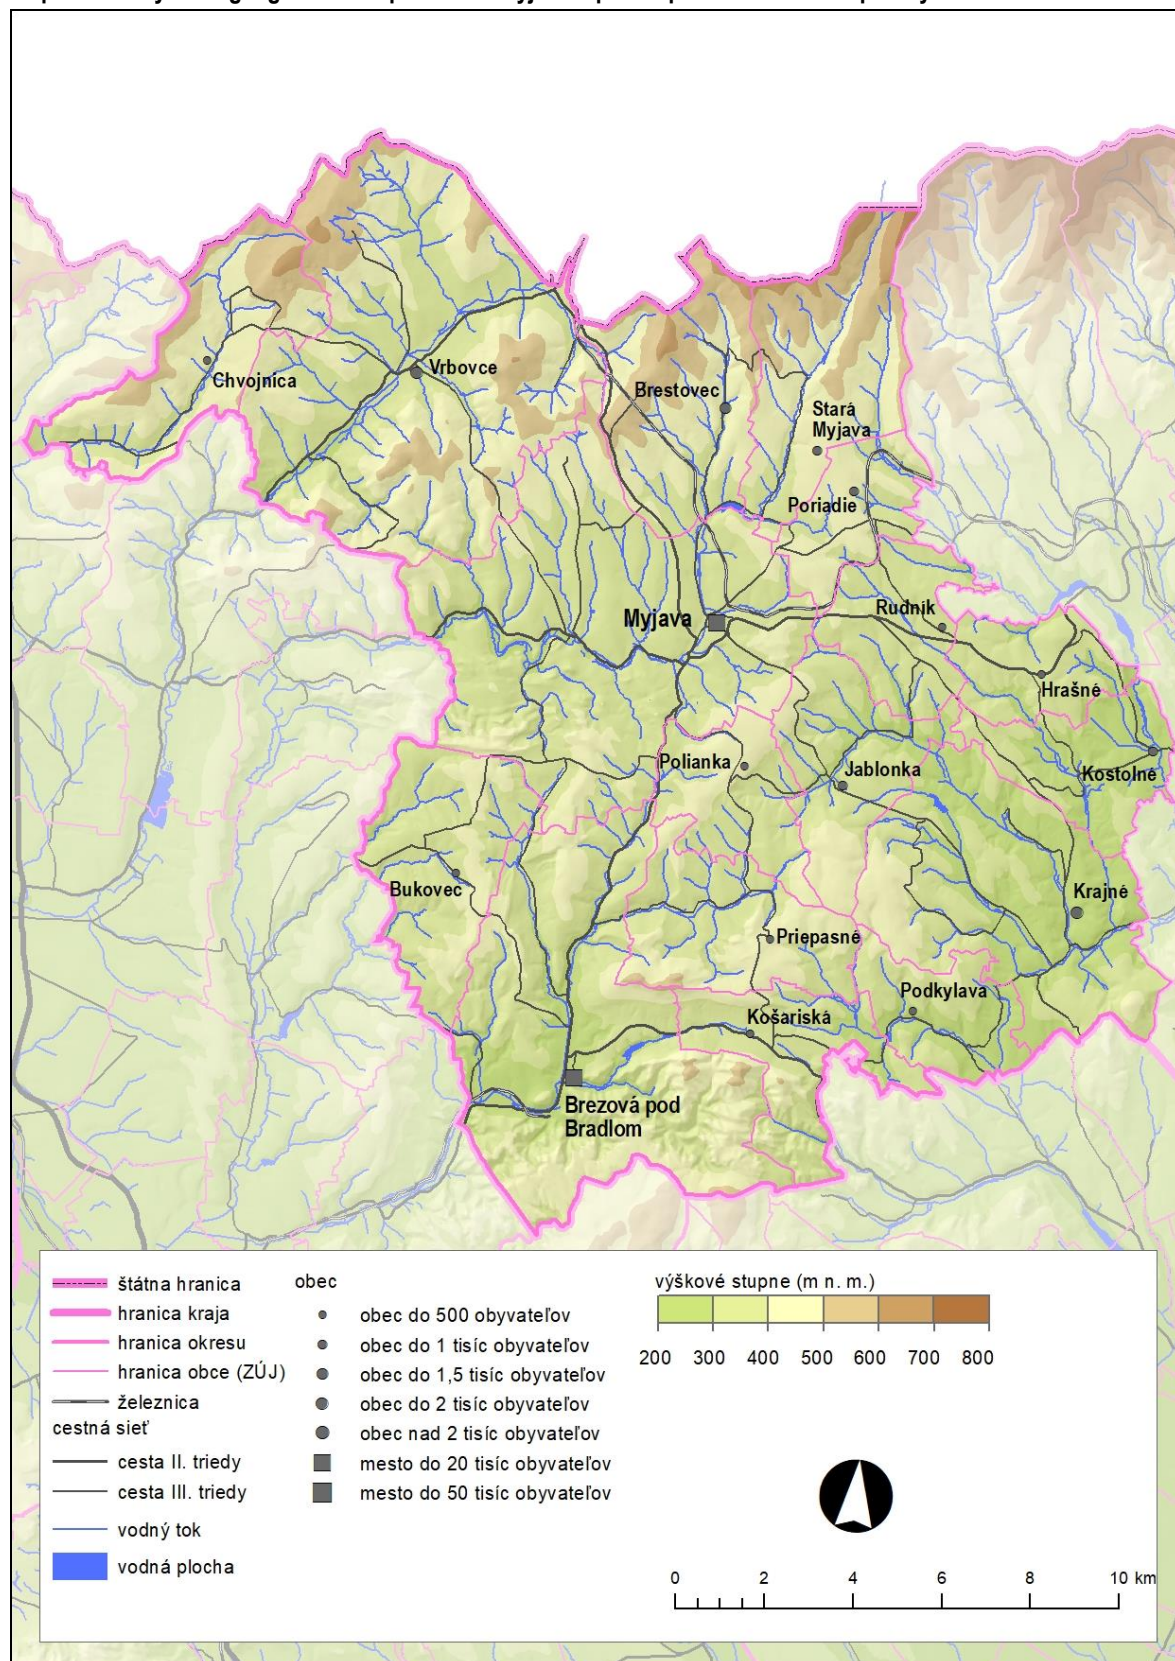 Chvojnica
Vrbovce
Brestovec
Stará
Myjava
Poriadie
Myjava
Rudník
Hrašné
Polianka
Jablonka
Kostolné
Bukovec
Krajné
Priepasné
Podkylava
Košariská
Brezová pod
Bradlom
štátna hranica
hranica kraja
hranica okresu
hranica obce (ZÚJ)
železnica
cestná sieť
cesta II. triedy
cesta III. triedy
vodný tok
vodná plocha
obec
obec do 500 obyvateľov
obec do 1 tisíc obyvateľov
obec do 1,5 tisíc obyvateľov
obec do 2 tisíc obyvateľov
obec nad 2 tisíc obyvateľov
mesto do 20 tisíc obyvateľov
mesto do 50 tisíc obyvateľov
výškové stupne (m n. m.)
200 300 400 500 600 700 800
0 2 4 6 8 10 km